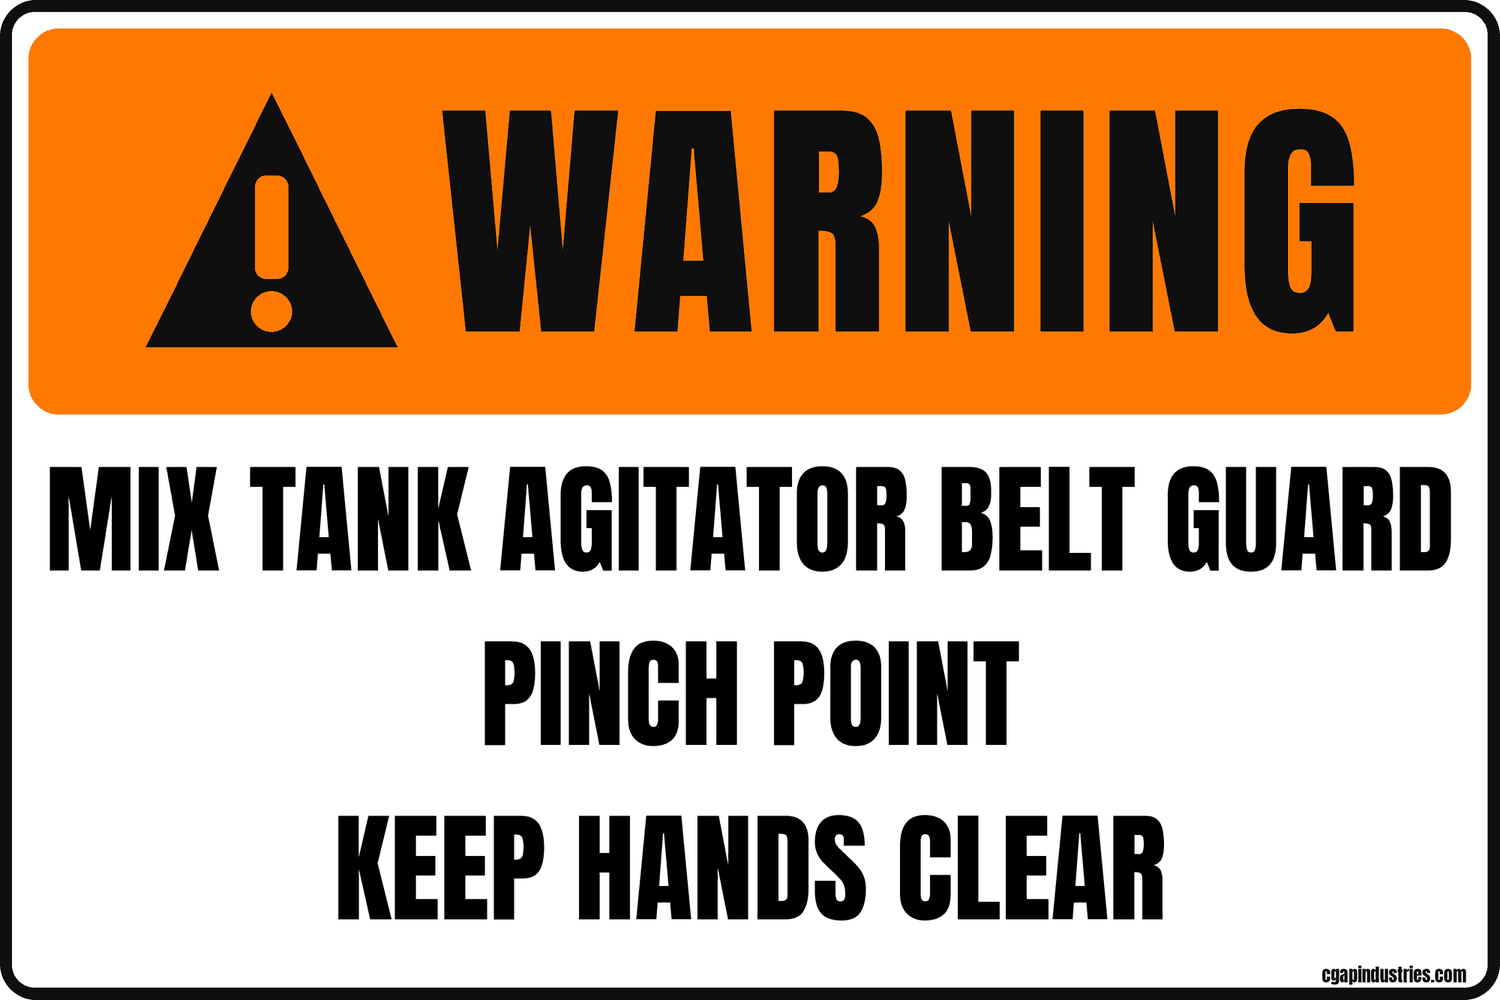 WARNING
MIX TANK AGITATOR BELT GUARD
PINCH POINT
KEEP HANDS CLEAR
cgapindustries.com